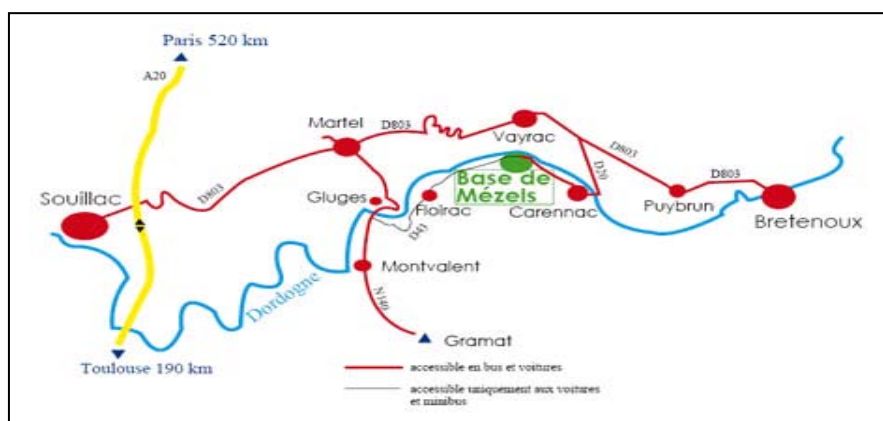 Paris 520 km
A20
D803
Martel
Vayrac
D803
D20
D803
Souillac
D803
Gluges
Floirac
D43
Base de
Mézels
Carennac
Puybrun
Bretenoux
Montvalent
Dordogne
N140
Gramat
Toulouse 190 km
accessible en bus et voitures
accessible uniquement aux voitures
et minibus